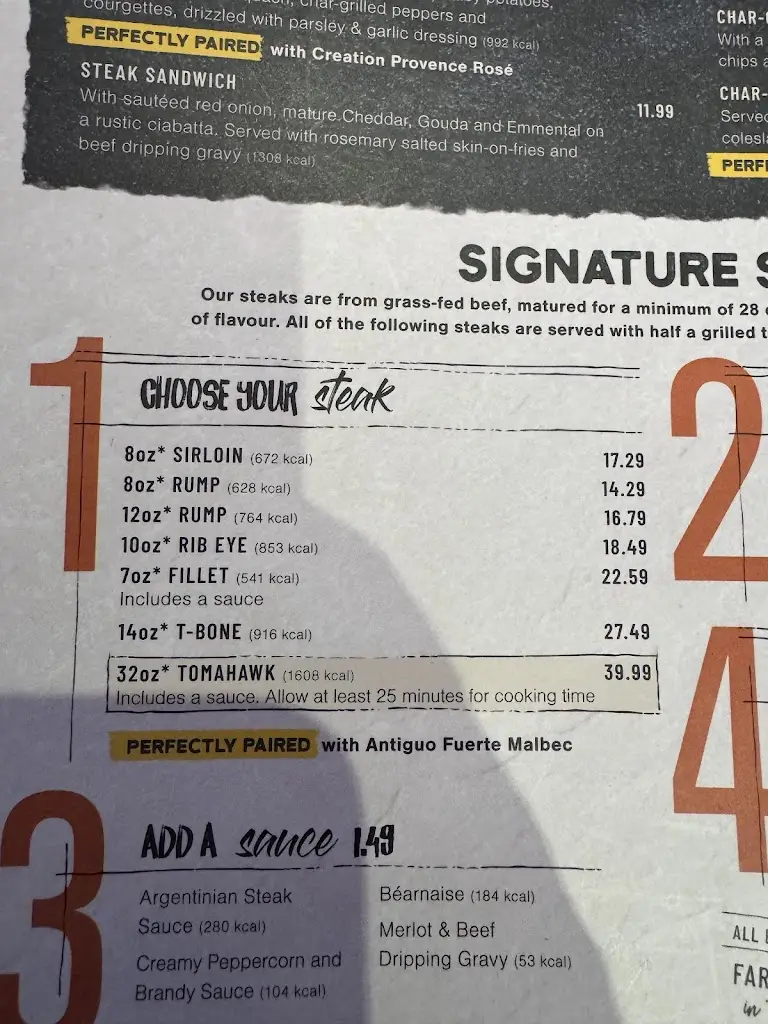 char-grilled peppers and
courgettes, drizzled with parsley & garlic dressing (992 kcal)
PERFECTLY PAIRED with Creation Provence Rosé
STEAK SANDWICH
With sautéed red onion, mature Cheddar, Gouda and Emmental on 11.99
a rustic ciabatta. Served with rosemary salted skin-on-fries and
beef dripping gravy (1308 kcal)
With a
chips
SIGNATURE
Our steaks are from grass-fed beef, matured for a minimum of 28
of flavour. All of the following steaks are served with half a grilled
1
CHOOSE YOUR steak
8oz* SIRLOIN (672 kcal) 17.29
8oz* RUMP (628 kcal) 14.29
12oz* RUMP (764 kcal) 16.79
10oz* RIB EYE (853 kcal) 18.49
7oz* FILLET (541 kcal) 22.59
Includes a sauce
14oz* T-BONE (916 kcal) 27.49
32oz* TOMAHAWK (1608 kcal) 39.99
Includes a sauce. Allow at least 25 minutes for cooking time
PERFECTLY PAIRED with Antiguo Fuerte Malbec
2
3
ADD A sauce 1.49
Argentinian Steak
Sauce (280 kcal)
Creamy Peppercorn and
Brandy Sauce (104 kcal)
Béarnaise (184 kcal)
Merlot & Beef
Dripping Gravy (53 kcal)
4
ALL
in